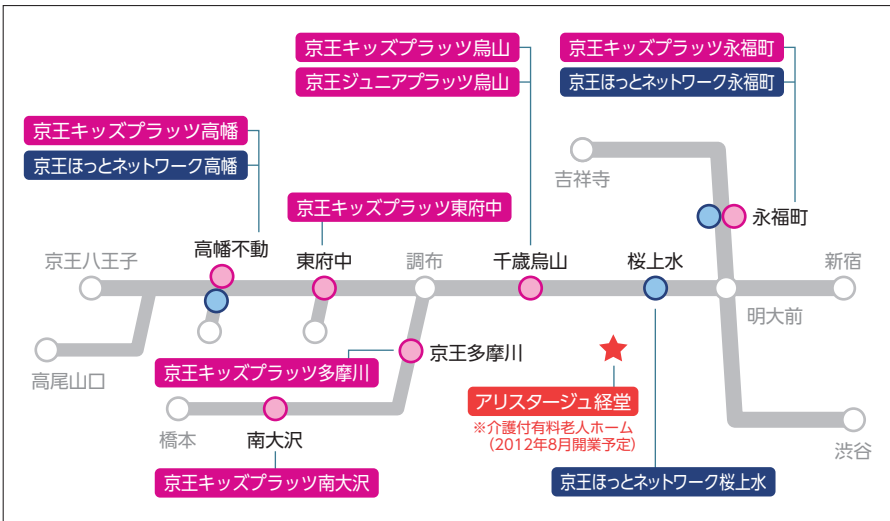 京王キッズプラッツ烏山
京王ジュニアプラッツ烏山
京王キッズプラッツ永福町
京王ほっとネットワーク永福町
京王キッズプラッツ高幡
京王ほっとネットワーク高幡
吉祥寺
京王キッズプラッツ東府中
永福町
京王八王子
高幡不動
東府中
調布
千歳烏山
桜上水
新宿
明大前
高尾山口
京王キッズプラッツ多摩川
京王多摩川
アリスタージュ経堂
※介護付有料老人ホーム
(2012年8月開業予定)
橋本
南大沢
渋谷
京王キッズプラッツ南大沢
京王ほっとネットワーク桜上水